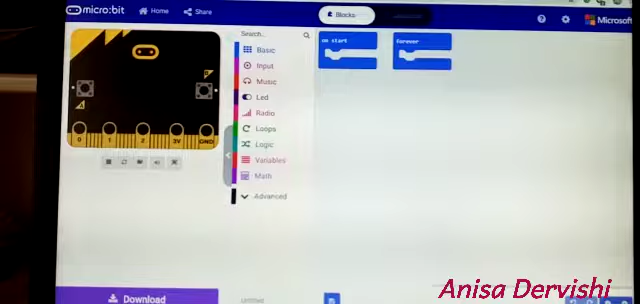 micro:bit Home Share Blocks Microsoft
Search...
Basic
Input
Music
Led
Radio
Loops
Logic
Variables
Math
Advanced
on start
forever
B
A
0 1 2 3V GND
Download
Untitled
Anisa Dervishi